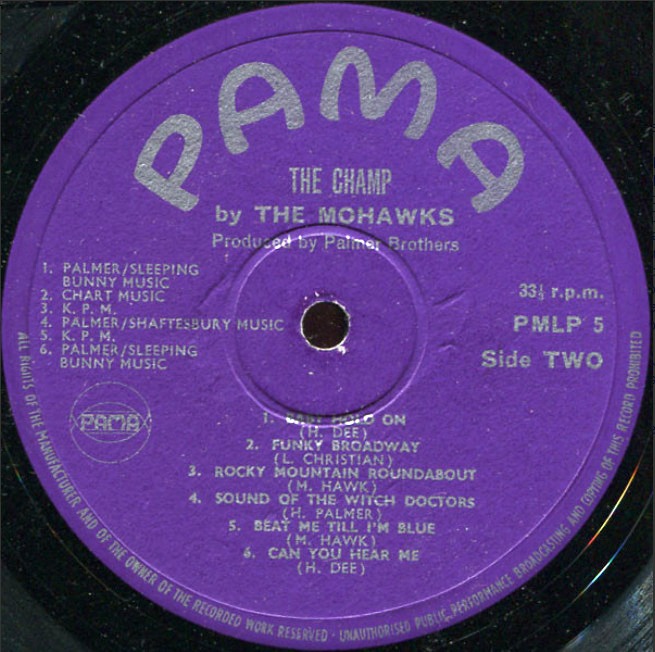 PAMA
THE CHAMP
by THE MOHAWKS
Produced by Palmer Brothers
1. PALMER/SLEEPING
BUNNY MUSIC
2. CHART MUSIC
3. K. P. M.
4. PALMER/SHAFTESBURY MUSIC
5. K. P. M.
6. PALMER/SLEEPING
BUNNY MUSIC
33⅓ r.p.m.
PMLP 5
Side TWO
PAMA
1. BABY HOLD ON
(H. DEE)
2. FUNKY BROADWAY
(L. CHRISTIAN)
3. ROCKY MOUNTAIN ROUNDABOUT
(M. HAWK)
4. SOUND OF THE WITCH DOCTORS
(H. PALMER)
5. BEAT ME TILL I'M BLUE
(M. HAWK)
6. CAN YOU HEAR ME
(H. DEE)
ALL RIGHTS OF THE MANUFACTURER AND OF THE OWNER OF THE RECORDED WORK RESERVED · UNAUTHORISED PUBLIC PERFORMANCE BROADCASTING AND COPYING OF THIS RECORD PROHIBITED